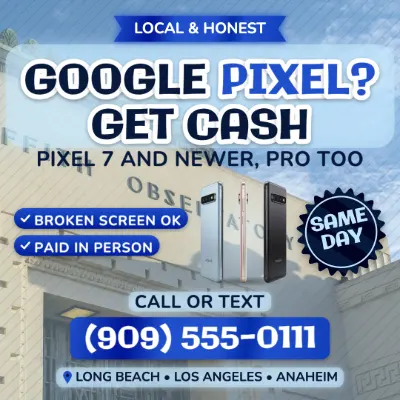 LOCAL & HONEST
GOOGLE PIXEL?
GET CASH
PIXEL 7 AND NEWER, PRO TOO
OBSERVATORY
BROKEN SCREEN OK
PAID IN PERSON
SAME
DAY
CALL OR TEXT
(909) 555-0111
LONG BEACH • LOS ANGELES • ANAHEIM